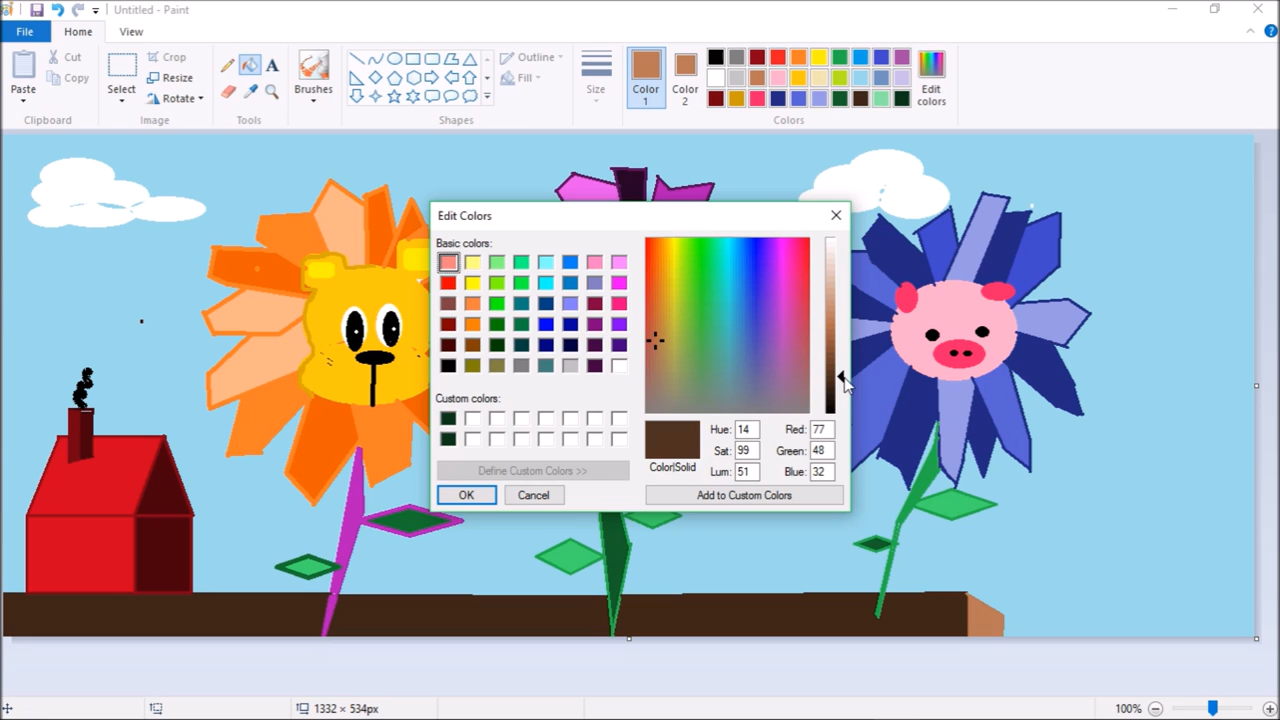 Untitled - Paint
File Home View
Cut
Copy
Paste
Clipboard
Crop
Resize
Rotate
Select
Image
A
Tools
Brushes
Outline
Fill
Shapes
Size
Color 1
Color 2
Edit colors
Colors
Edit Colors
Basic colors:
Custom colors:
Define Custom Colors >>
OK Cancel
Color|Solid
Hue: 14 Red: 77
Sat: 99 Green: 48
Lum: 51 Blue: 32
Add to Custom Colors
1332 × 534px
100%